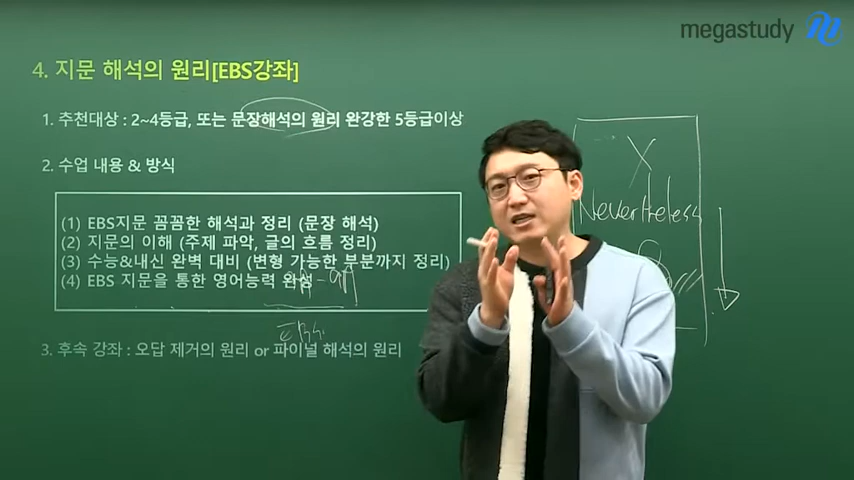 megastudy
4. 지문 해석의 원리[EBS강좌]
1. 추천대상 : 2~4등급, 또는 문장해석의 원리 완강한 5등급이상
2. 수업 내용 & 방식
(1) EBS지문 꼼꼼한 해석과 정리 (문장 해석)
(2) 지문의 이해 (주제 파악, 글의 흐름 정리)
(3) 수능&내신 완벽 대비 (변형 가능한 부분까지 정리)
(4) EBS 지문을 통한 영어능력 완성
3. 후속 강좌 : 오답 제거의 원리 or 파이널 해석의 원리
EBS
X
Nevertheless